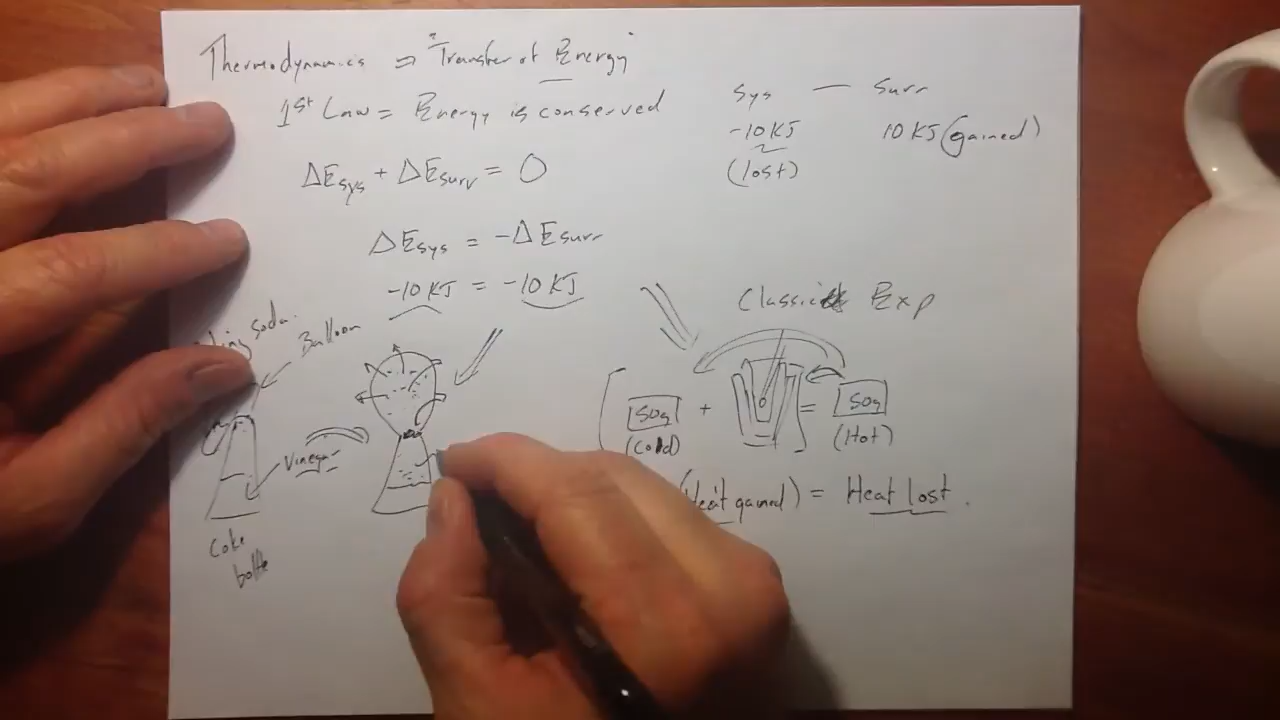 Thermodynamics ⇒ "Transfer of Energy"
1st Law = Energy is conserved
ΔEsys + ΔEsurr = 0
ΔEsys = -ΔEsurr
-10 KJ = -10 KJ
sys — surr
-10 KJ 10 KJ (gained)
(lost)
soda.
Balloon
Vinegar
Coke
bottle
Exp
50g + = 50g
(Cold) (Hot)
gained) = Heat lost.